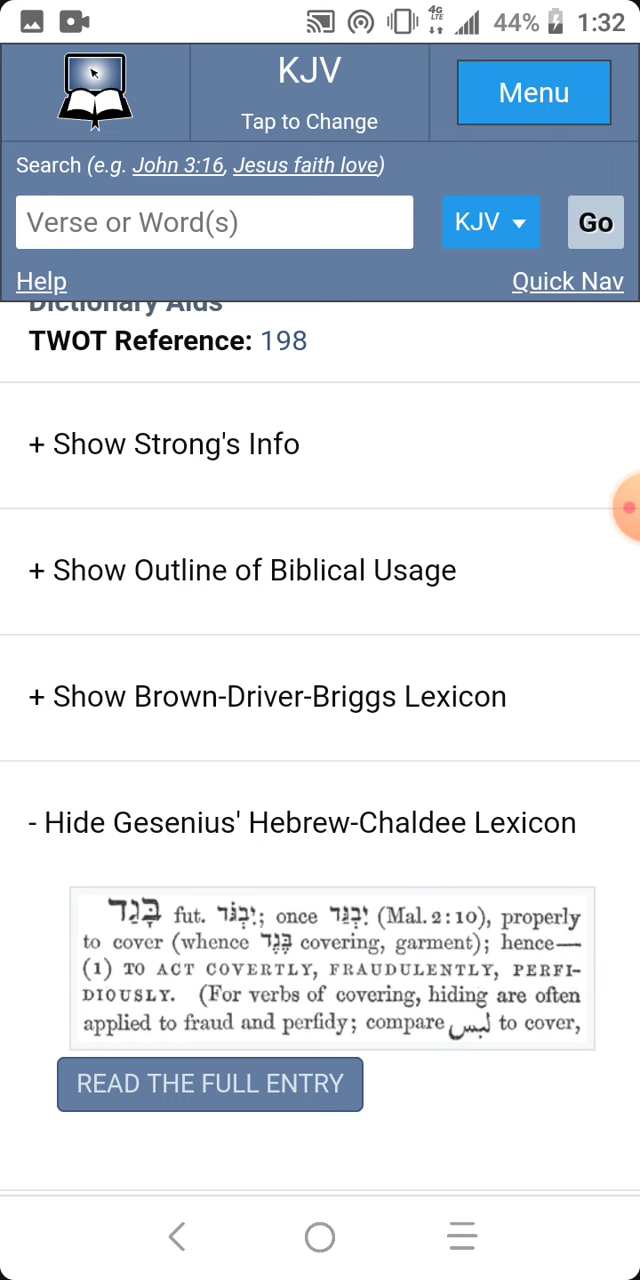 4G
LTE
44%
1:32
KJV
Tap to Change
Menu
Search (e.g. John 3:16, Jesus faith love)
Verse or Word(s)
KJV
Go
Help
Quick Nav
Dictionary Aids
TWOT Reference: 198
+ Show Strong's Info
+ Show Outline of Biblical Usage
+ Show Brown-Driver-Briggs Lexicon
- Hide Gesenius' Hebrew-Chaldee Lexicon
בָּגַד fut. יִבְגֹּד; once יִבְגַּד (Mal. 2:10), properly
to cover (whence בֶּגֶד covering, garment); hence—
(1) TO ACT COVERTLY, FRAUDULENTLY, PERFI-
DIOUSLY. (For verbs of covering, hiding are often
applied to fraud and perfidy; compare لبس to cover,
READ THE FULL ENTRY